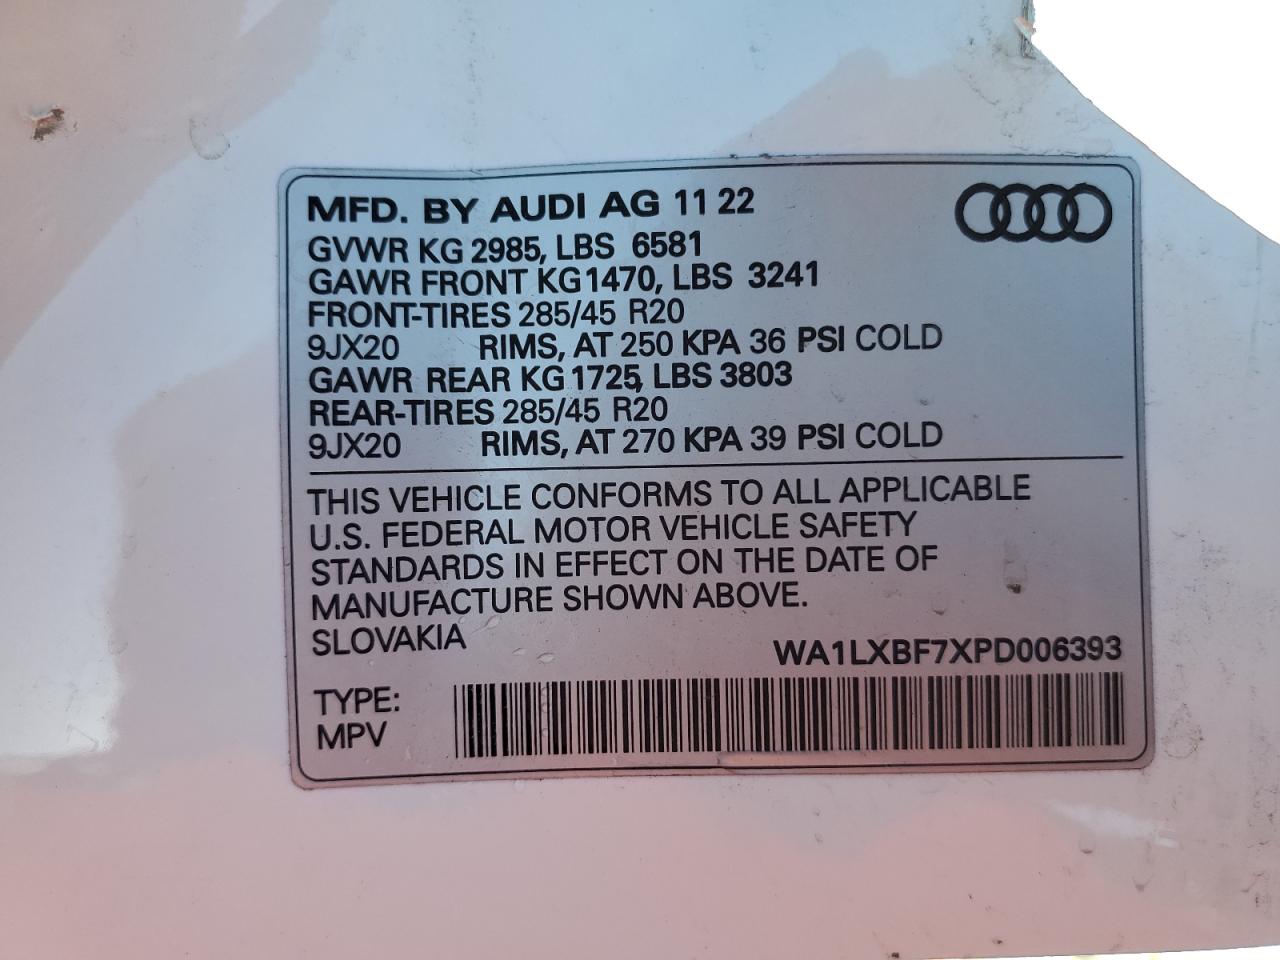 MFD. BY AUDI AG 11 22
GVWR KG 2985, LBS 6581
GAWR FRONT KG1470, LBS 3241
FRONT-TIRES 285/45 R20
9JX20 RIMS, AT 250 KPA 36 PSI COLD
GAWR REAR KG 1725, LBS 3803
REAR-TIRES 285/45 R20
9JX20 RIMS, AT 270 KPA 39 PSI COLD
THIS VEHICLE CONFORMS TO ALL APPLICABLE
U.S. FEDERAL MOTOR VEHICLE SAFETY
STANDARDS IN EFFECT ON THE DATE OF
MANUFACTURE SHOWN ABOVE.
SLOVAKIA WA1LXBF7XPD006393
TYPE:
MPV